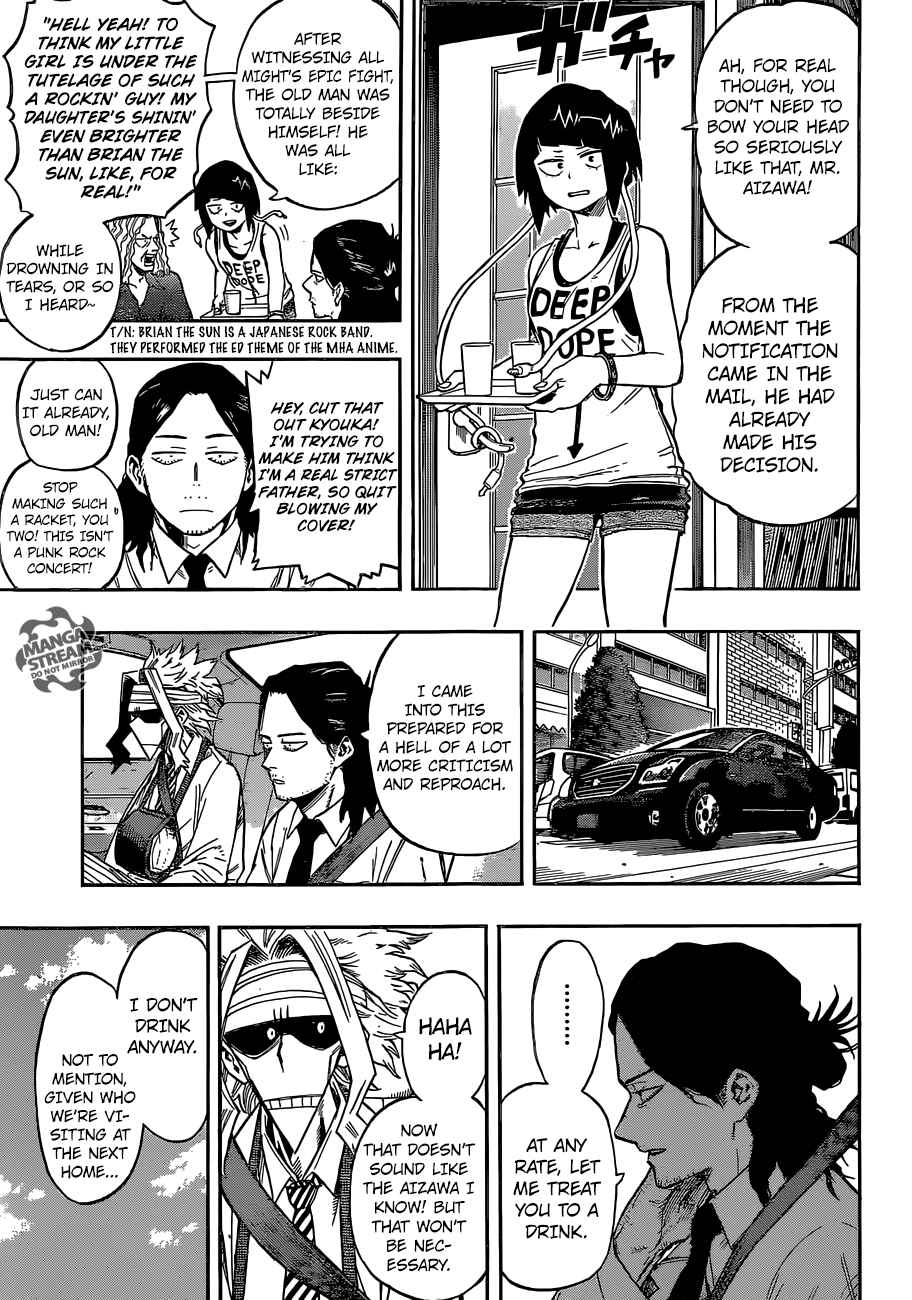 ガチャ
AH, FOR REAL
THOUGH, YOU
DON'T NEED TO
BOW YOUR HEAD
SO SERIOUSLY
LIKE THAT, MR.
AIZAWA!
FROM THE
MOMENT THE
NOTIFICATION
CAME IN THE
MAIL, HE HAD
ALREADY
MADE HIS
DECISION.
DEEP
DOPE
AFTER
WITNESSING ALL
MIGHT'S EPIC FIGHT,
THE OLD MAN WAS
TOTALLY BESIDE
HIMSELF! HE
WAS ALL
LIKE:
"HELL YEAH! TO
THINK MY LITTLE
GIRL IS UNDER THE
TUTELAGE OF SUCH
A ROCKIN' GUY! MY
DAUGHTER'S SHININ'
EVEN BRIGHTER
THAN BRIAN THE
SUN, LIKE, FOR
REAL!"
WHILE
DROWNING IN
TEARS, OR SO
I HEARD~
DEEP
DOPE
T/N: BRIAN THE SUN IS A JAPANESE ROCK BAND.
THEY PERFORMED THE ED THEME OF THE MHA ANIME.
HEY, CUT THAT
OUT KYOUKA!
I'M TRYING TO
MAKE HIM THINK
I'M A REAL STRICT
FATHER, SO QUIT
BLOWING MY
COVER!
JUST CAN
IT ALREADY,
OLD MAN!
STOP
MAKING SUCH
A RACKET, YOU
TWO! THIS ISN'T
A PUNK ROCK
CONCERT!
MANGA
STREAM
DO NOT MIRROR
I CAME
INTO THIS
PREPARED FOR
A HELL OF A LOT
MORE CRITICISM
AND REPROACH.
........
AT ANY
RATE, LET
ME TREAT
YOU TO A
DRINK.
HAHA
HA!
NOW
THAT DOESN'T
SOUND LIKE
THE AIZAWA I
KNOW! BUT
THAT WON'T
BE NEC-
ESSARY.
I DON'T
DRINK
ANYWAY.
NOT TO
MENTION,
GIVEN WHO
WE'RE VI-
SITING AT
THE NEXT
HOME...